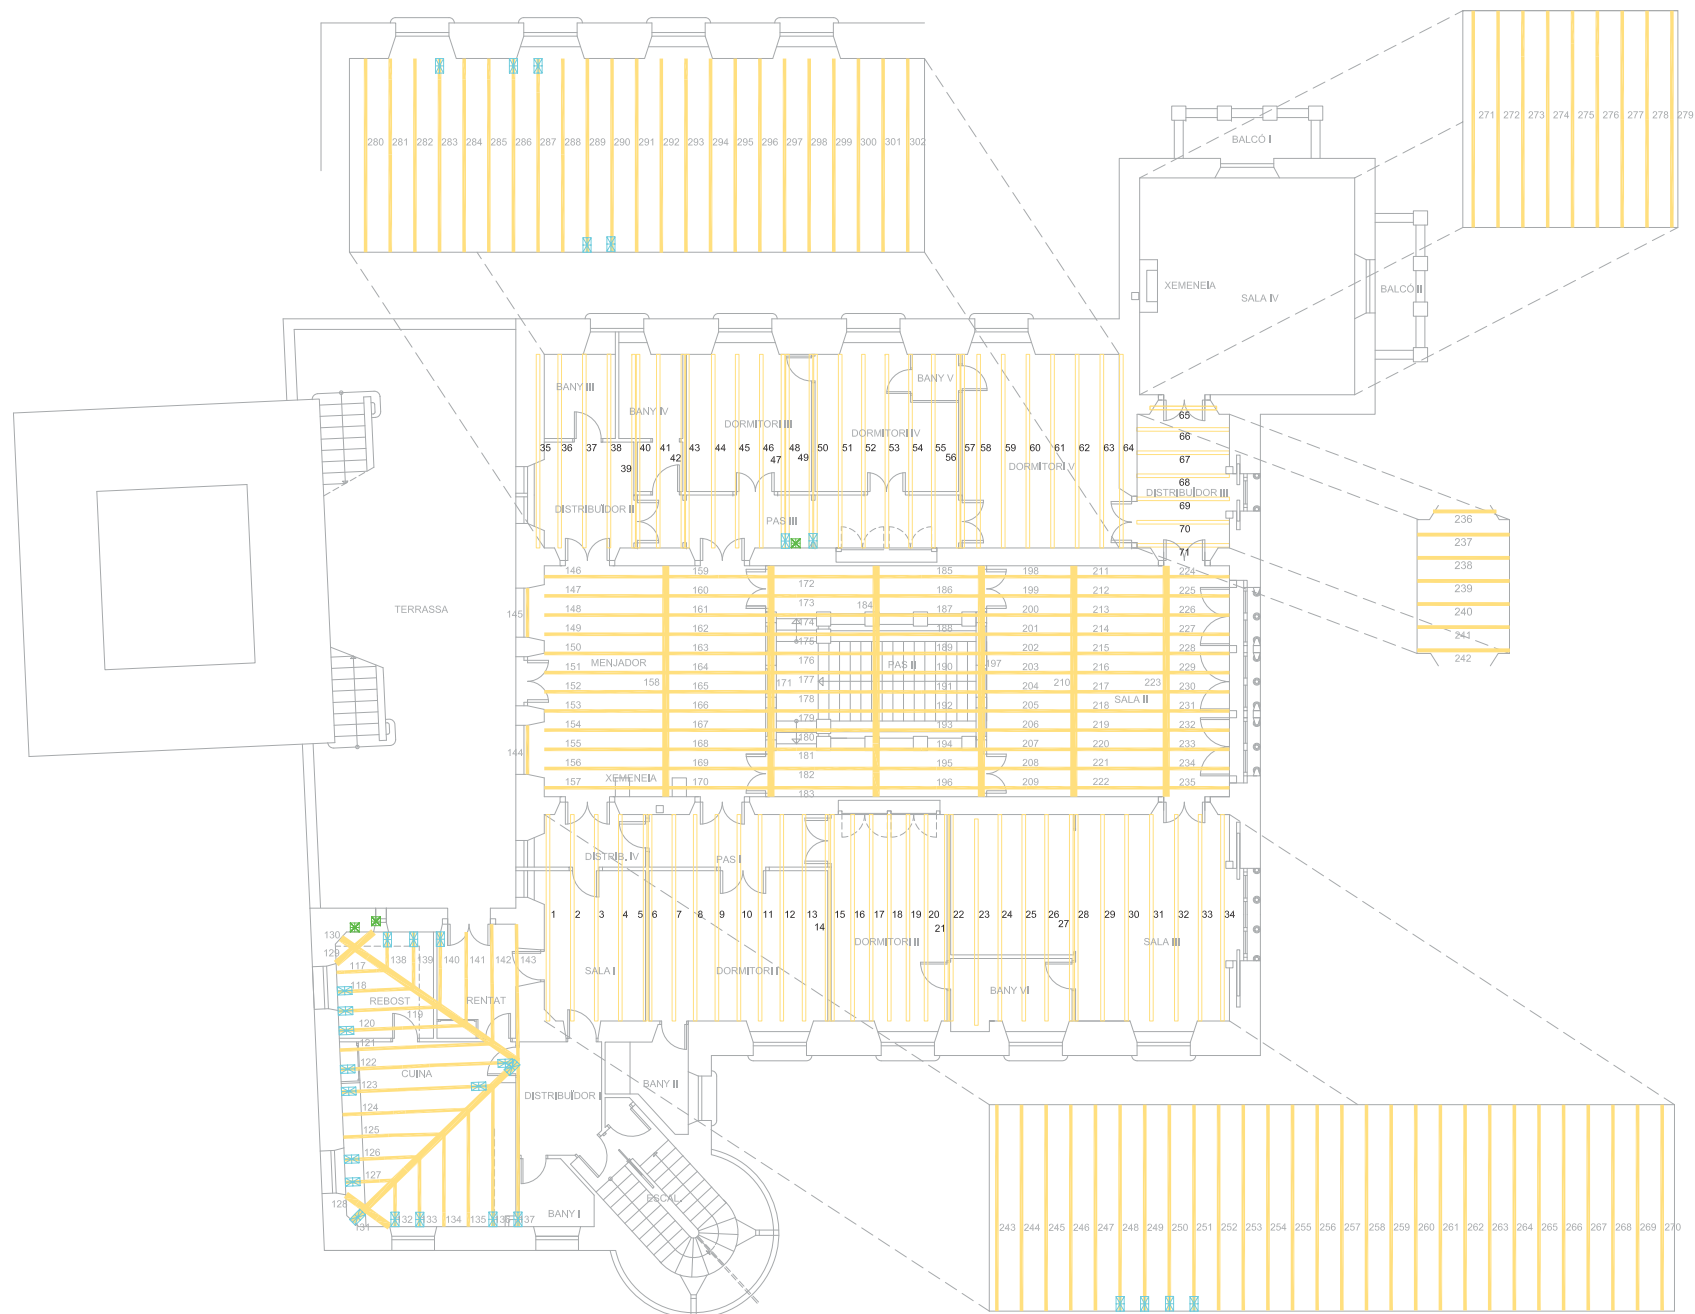 271 272 273 274 275 276 277 278 279
280 281 282 283 284 285 286 287 288 289 290 291 292 293 294 295 296 297 298 299 300 301 302
BALCÓ I
XEMENEIA
SALA IV
BALCÓ II
BANY III
BANY IV
DORMITORI III
BANY V
DORMITORI IV
DORMITORI V
35 36 37 38 39 40 41 42 43 44 45 46 47 48 49 50 51 52 53 54 55 56 57 58 59 60 61 62 63 64
65
66
67
68
DISTRIBUÏDOR III
69
70
71
DISTRIBUÏDOR II
PAS III
236
237
238
239
240
241
242
TERRASSA
145
144
146 159 172 185 198 211 224
147 160 173 186 199 212 225
148 161 174 184 187 200 213 226
149 162 175 188 201 214 227
150 163 176 189 202 215 228
MENJADOR
PAS II
151 164 177 190 203 216 229
158 171 197 210 223
152 165 178 191 204 217 230
SALA II
153 166 179 192 205 218 231
154 167 180 193 206 219 232
155 168 181 194 207 220 233
156 169 182 195 208 221 234
XEMENEIA
157 170 183 196 209 222 235
DISTRIB. IV
PAS I
1 2 3 4 5 6 7 8 9 10 11 12 13 14 15 16 17 18 19 20 21 22 23 24 25 26 27 28 29 30 31 32 33 34
SALA I
DORMITORI I
DORMITORI II
BANY VI
SALA III
130
129
117
118
138 139 140 141 142 143
REBOST
RENTAT
119
120
121
122
CUINA
123
124
125
126
127
128
131 132 133 134 135 136 137
DISTRIBUÏDOR I
BANY II
BANY I
ESCAL.
243 244 245 246 247 248 249 250 251 252 253 254 255 256 257 258 259 260 261 262 263 264 265 266 267 268 269 270